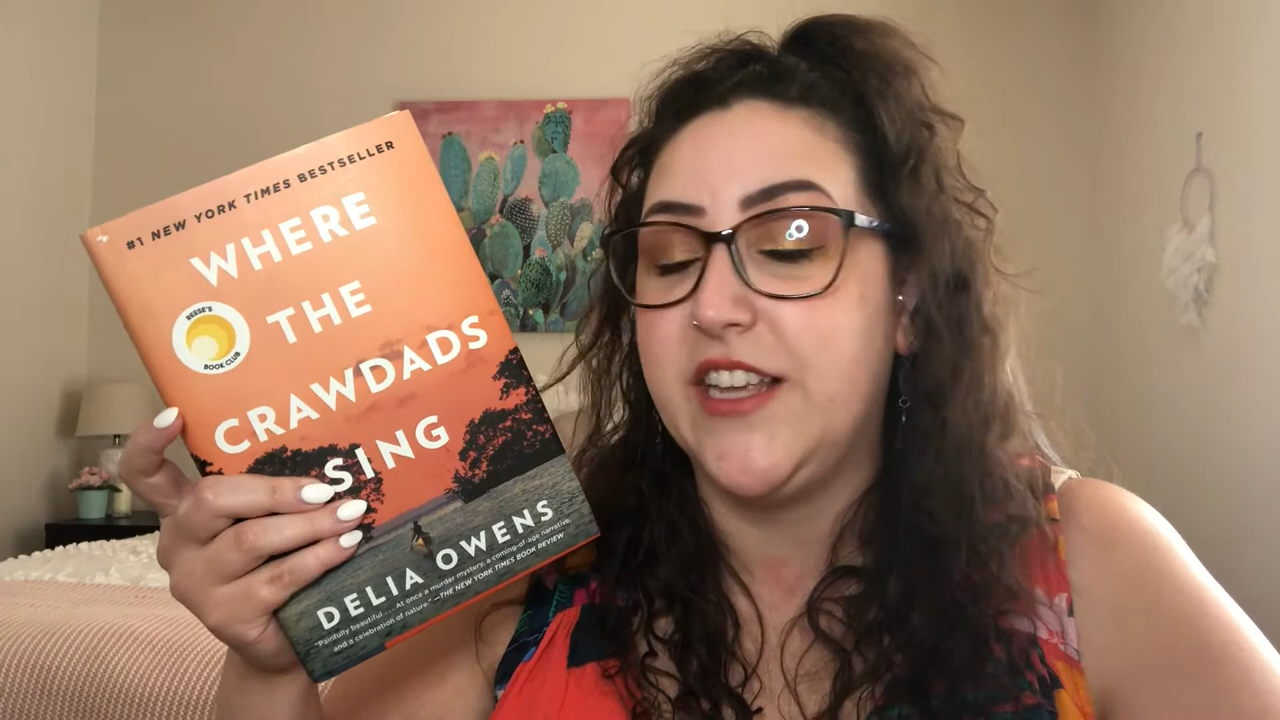 #1 NEW YORK TIMES BESTSELLER
WHERE
THE
REESE'S
BOOK CLUB
CRAWDADS
SING
DELIA OWENS
"Painfully beautiful . . . At once a murder mystery, a coming-of-age narrative,
and a celebration of nature." —THE NEW YORK TIMES BOOK REVIEW